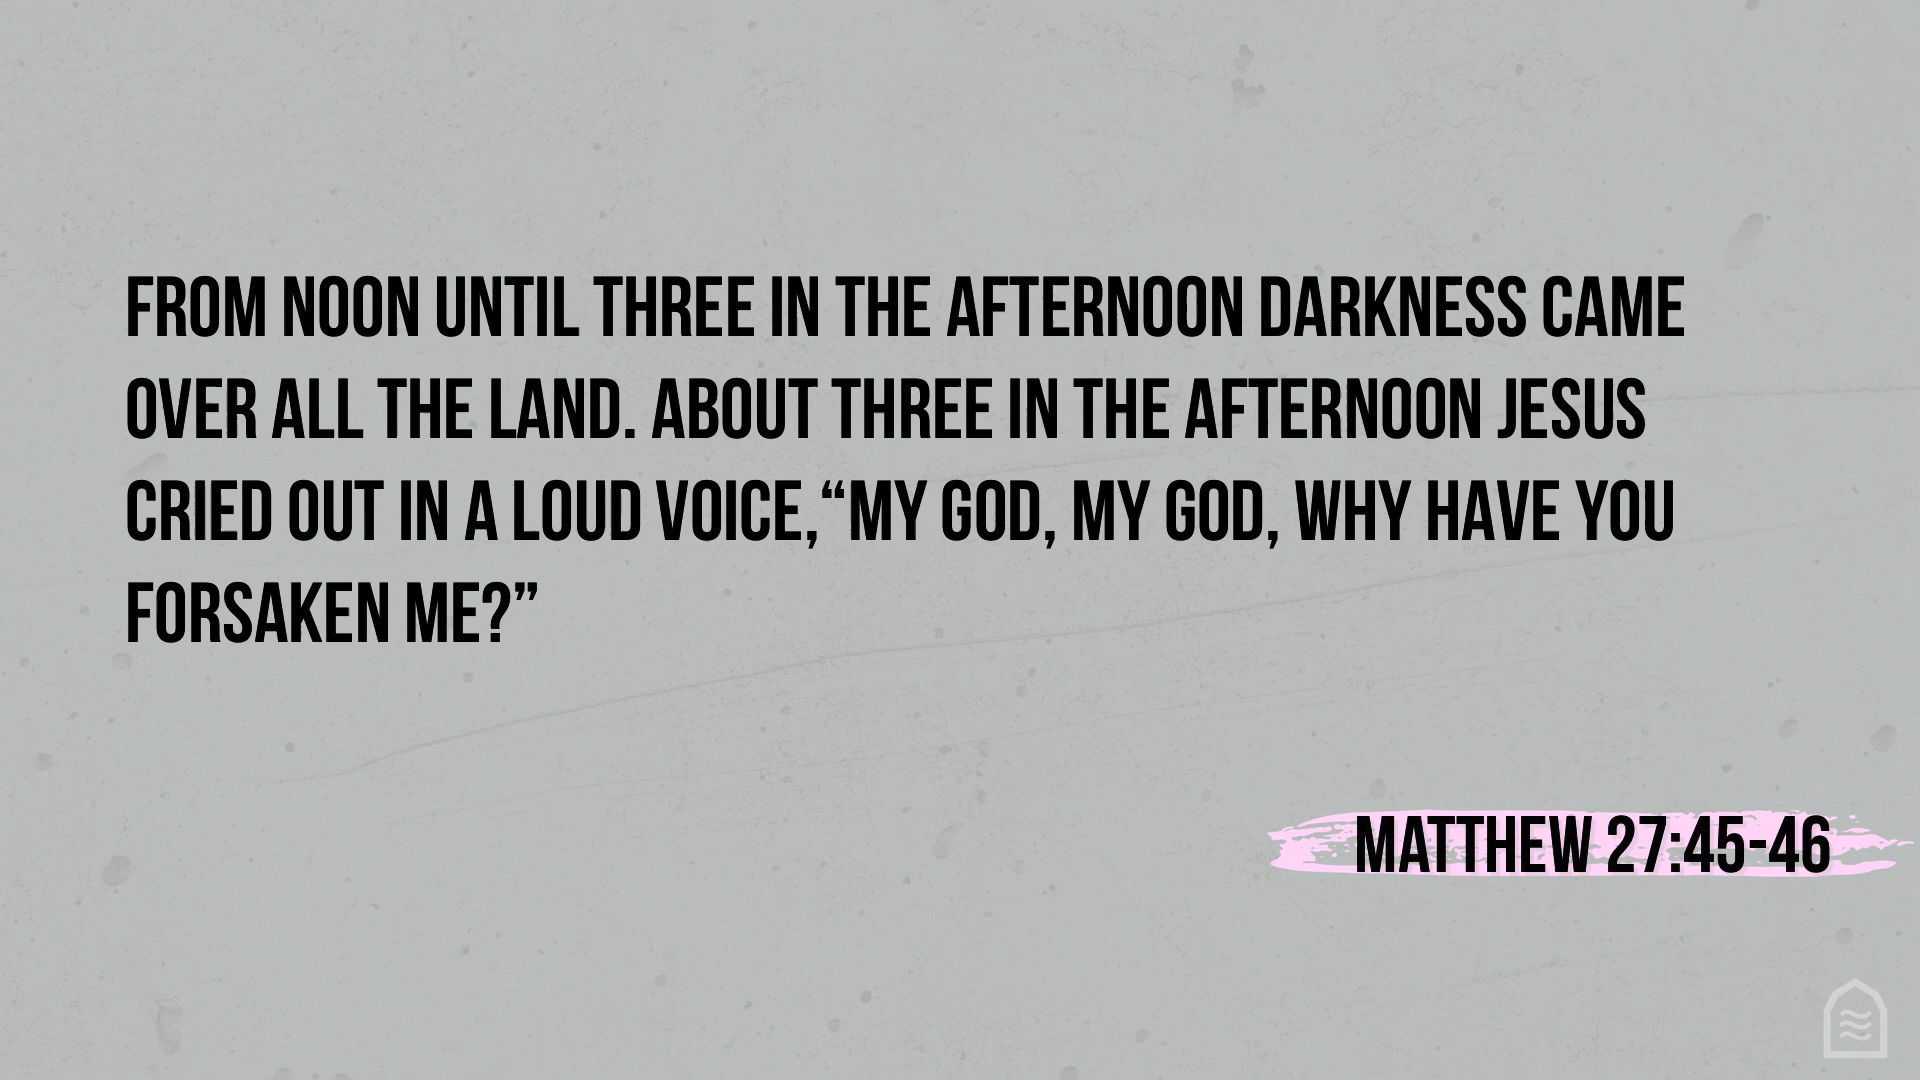 FROM NOON UNTIL THREE IN THE AFTERNOON DARKNESS CAME
OVER ALL THE LAND. ABOUT THREE IN THE AFTERNOON JESUS
CRIED OUT IN A LOUD VOICE,“MY GOD, MY GOD, WHY HAVE YOU
FORSAKEN ME?”
MATTHEW 27:45-46